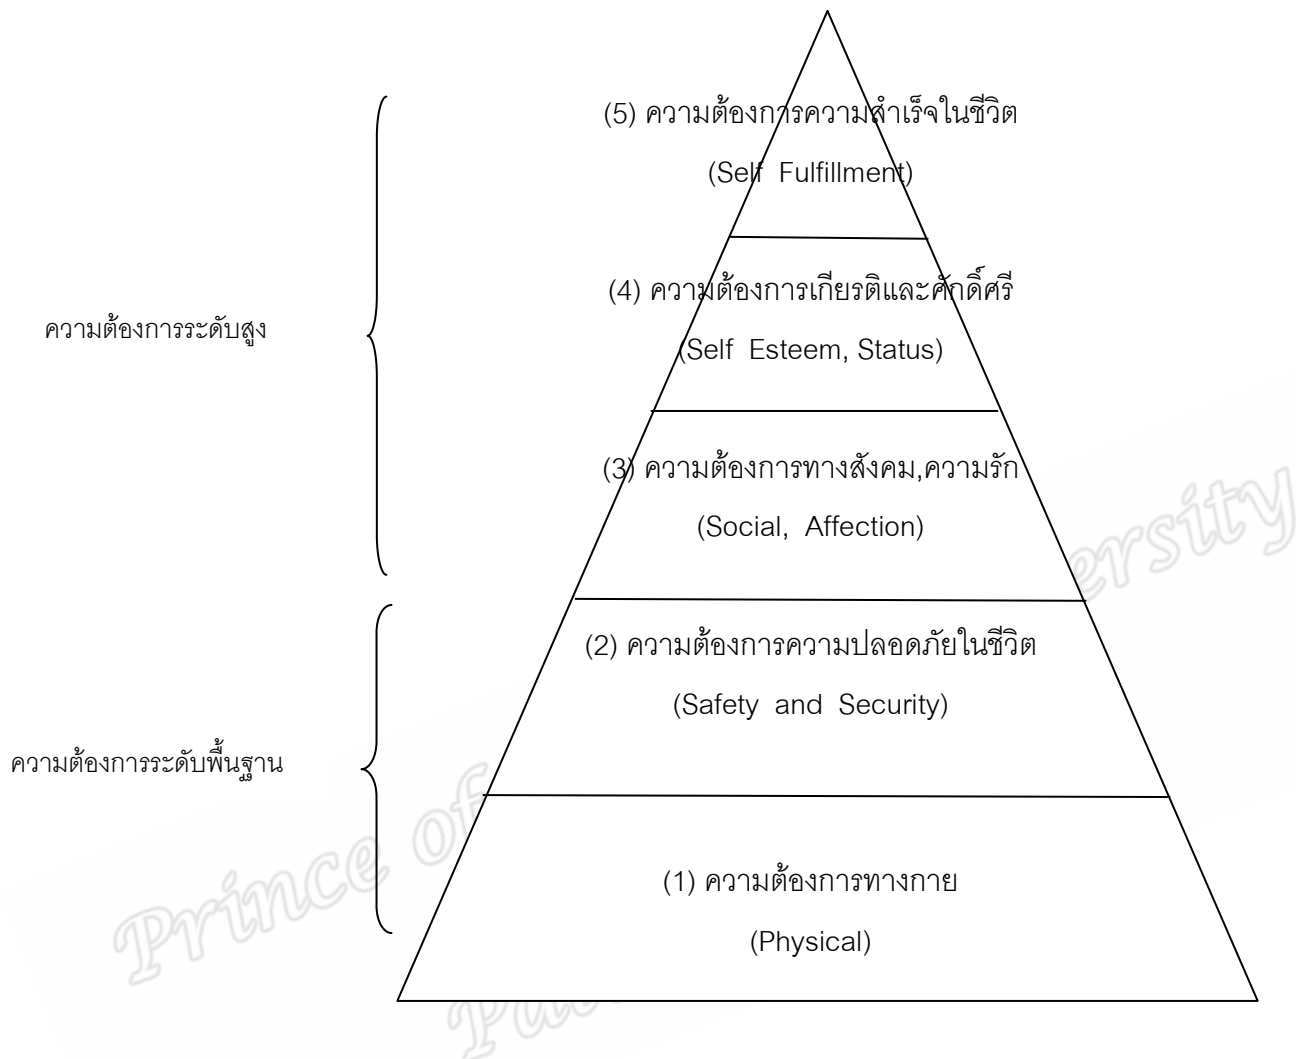 (5) ความต้องการความสำเร็จในชีวิต
(Self Fulfillment)
(4) ความต้องการเกียรติและศักดิ์ศรี
ความต้องการระดับสูง
(Self Esteem, Status)
(3) ความต้องการทางสังคม,ความรัก
(Social, Affection)
ersity
(2) ความต้องการความปลอดภัยในชีวิต
(Safety and Security)
ความต้องการระดับพื้นฐาน
Prince of
(1) ความต้องการทางกาย
(Physical)